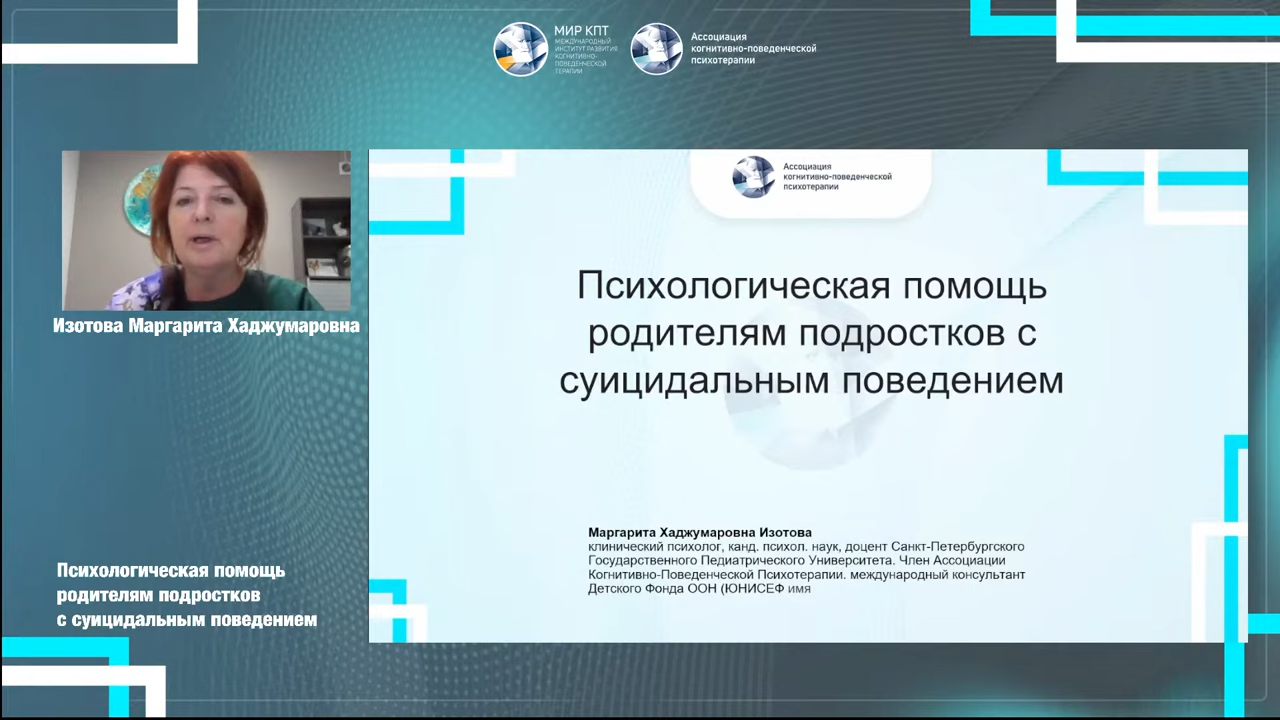 МИР КПТ
МЕЖДУНАРОДНЫЙ
ИНСТИТУТ РАЗВИТИЯ
КОГНИТИВНО-
ПОВЕДЕНЧЕСКОЙ
ТЕРАПИИ
Ассоциация
когнитивно-поведенческой
психотерапии
Ассоциация
когнитивно-поведенческой
психотерапии
Изотова Маргарита Хаджумаровна
Психологическая помощь
родителям подростков с
суицидальным поведением
Маргарита Хаджумаровна Изотова
клинический психолог, канд. психол. наук, доцент Санкт-Петербургского
Государственного Педиатрического Университета. Член Ассоциации
Когнитивно-Поведенческой Психотерапии. международный консультант
Детского Фонда ООН (ЮНИСЕФ имя
Психологическая помощь
родителям подростков
с суицидальным поведением